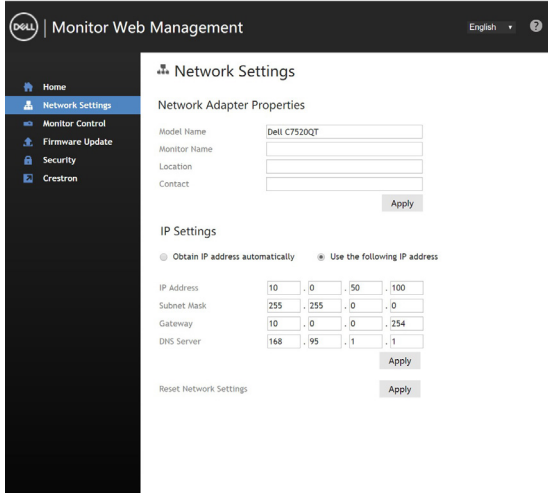 DELL | Monitor Web Management
English
?
Home
Network Settings
Monitor Control
Firmware Update
Security
Crestron
Network Settings
Network Adapter Properties
Model Name Dell C7520QT
Monitor Name
Location
Contact
Apply
IP Settings
Obtain IP address automatically Use the following IP address
IP Address 10 . 0 . 50 . 100
Subnet Mask 255 . 255 . 0 . 0
Gateway 10 . 0 . 0 . 254
DNS Server 168 . 95 . 1 . 1
Apply
Reset Network Settings Apply